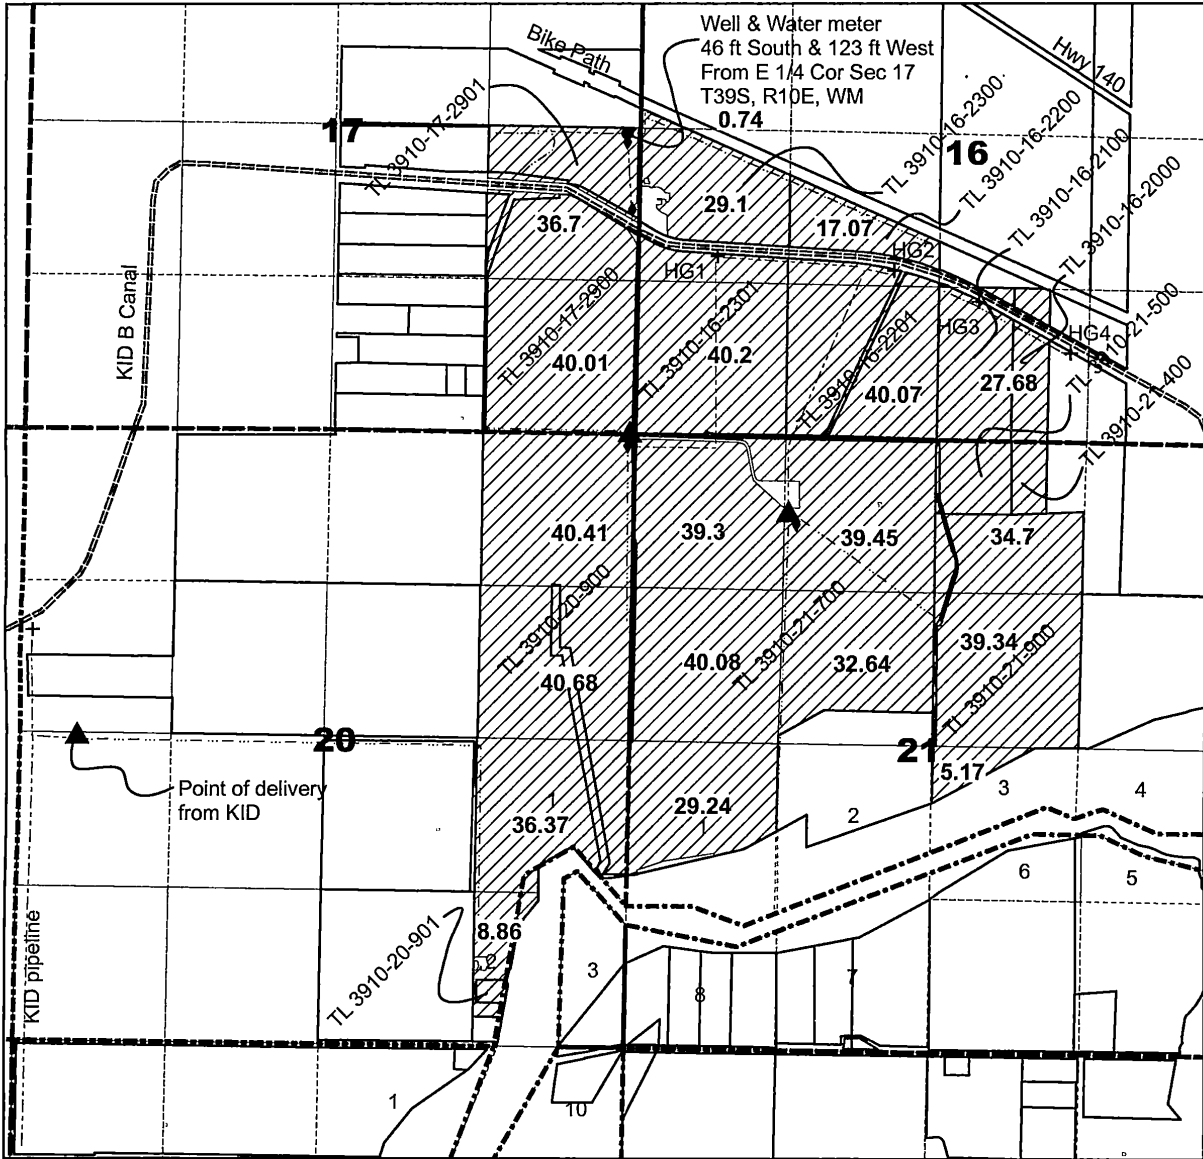 Well & Water meter
46 ft South & 123 ft West
From E 1/4 Cor Sec 17
T39S, R10E, WM
Bike Path
Hwy 140
0.74
17
16
TL 3910-17-2901
TL 3910-16-2300
TL 3910-16-2200
TL 3910-16-2100
TL 3910-16-2000
29.1
36.7
17.07
HG2
HG1
KID B Canal
HG3
HG4
TL 3910-17-2900
TL 3910-16-2301
TL 3910-16-2201
TL 3910-21-500
TL 3910-21-400
40.01
40.2
40.07
27.68
40.41
39.3
39.45
34.7
TL 3910-20-900
TL 3910-21-700
TL 3910-21-900
40.68
40.08
32.64
39.34
20
21
Point of delivery
from KID
5.17
3
4
1
36.37
29.24
1
2
6
5
8.86
TL 3910-20-901
KID pipeline
3
8
7
1
10